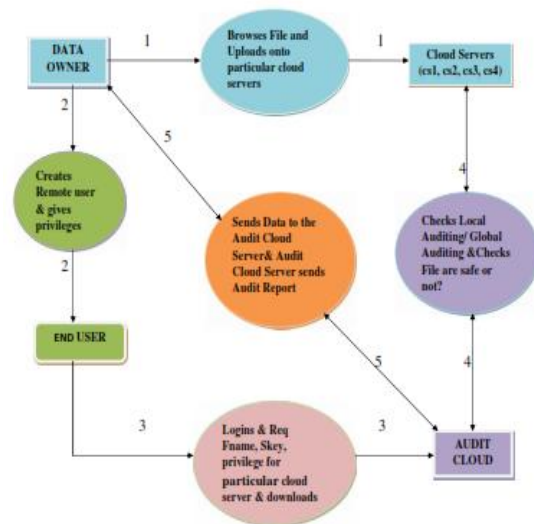 1
1
DATA
OWNER
Browses File and
Uploads onto
particular cloud
servers
Cloud Servers
(cs1, cs2, cs3, cs4)
2
5
4
Creates
Remote user
& gives
privileges
Sends Data to the
Audit Cloud
Server& Audit
Cloud Server sends
Audit Report
Checks Local
Auditing/ Global
Auditing &Checks
File are safe or
not?
2
END USER
5
4
3
3
Logins & Req
Fname, Skey,
privilege for
particular cloud
server & downloads
AUDIT
CLOUD